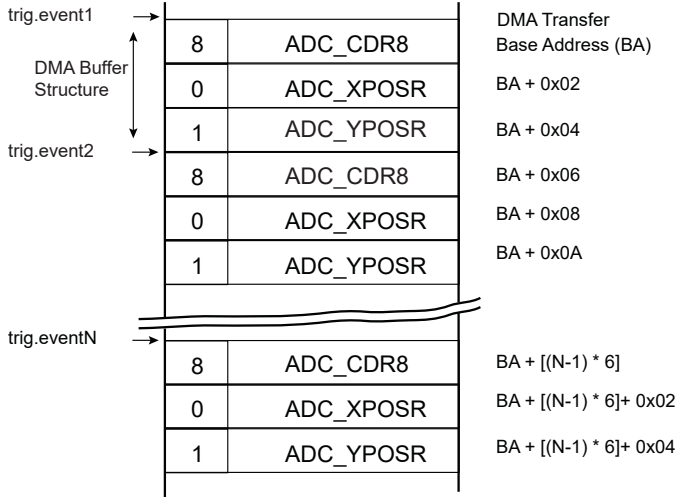 trig.event1
DMA Transfer
Base Address (BA)
8 ADC_CDR8
DMA Buffer
Structure
0 ADC_XPOSR BA + 0x02
1 ADC_YPOSR BA + 0x04
trig.event2
8 ADC_CDR8 BA + 0x06
0 ADC_XPOSR BA + 0x08
1 ADC_YPOSR BA + 0x0A
trig.eventN
8 ADC_CDR8 BA + [(N-1) * 6]
0 ADC_XPOSR BA + [(N-1) * 6]+ 0x02
1 ADC_YPOSR BA + [(N-1) * 6]+ 0x04